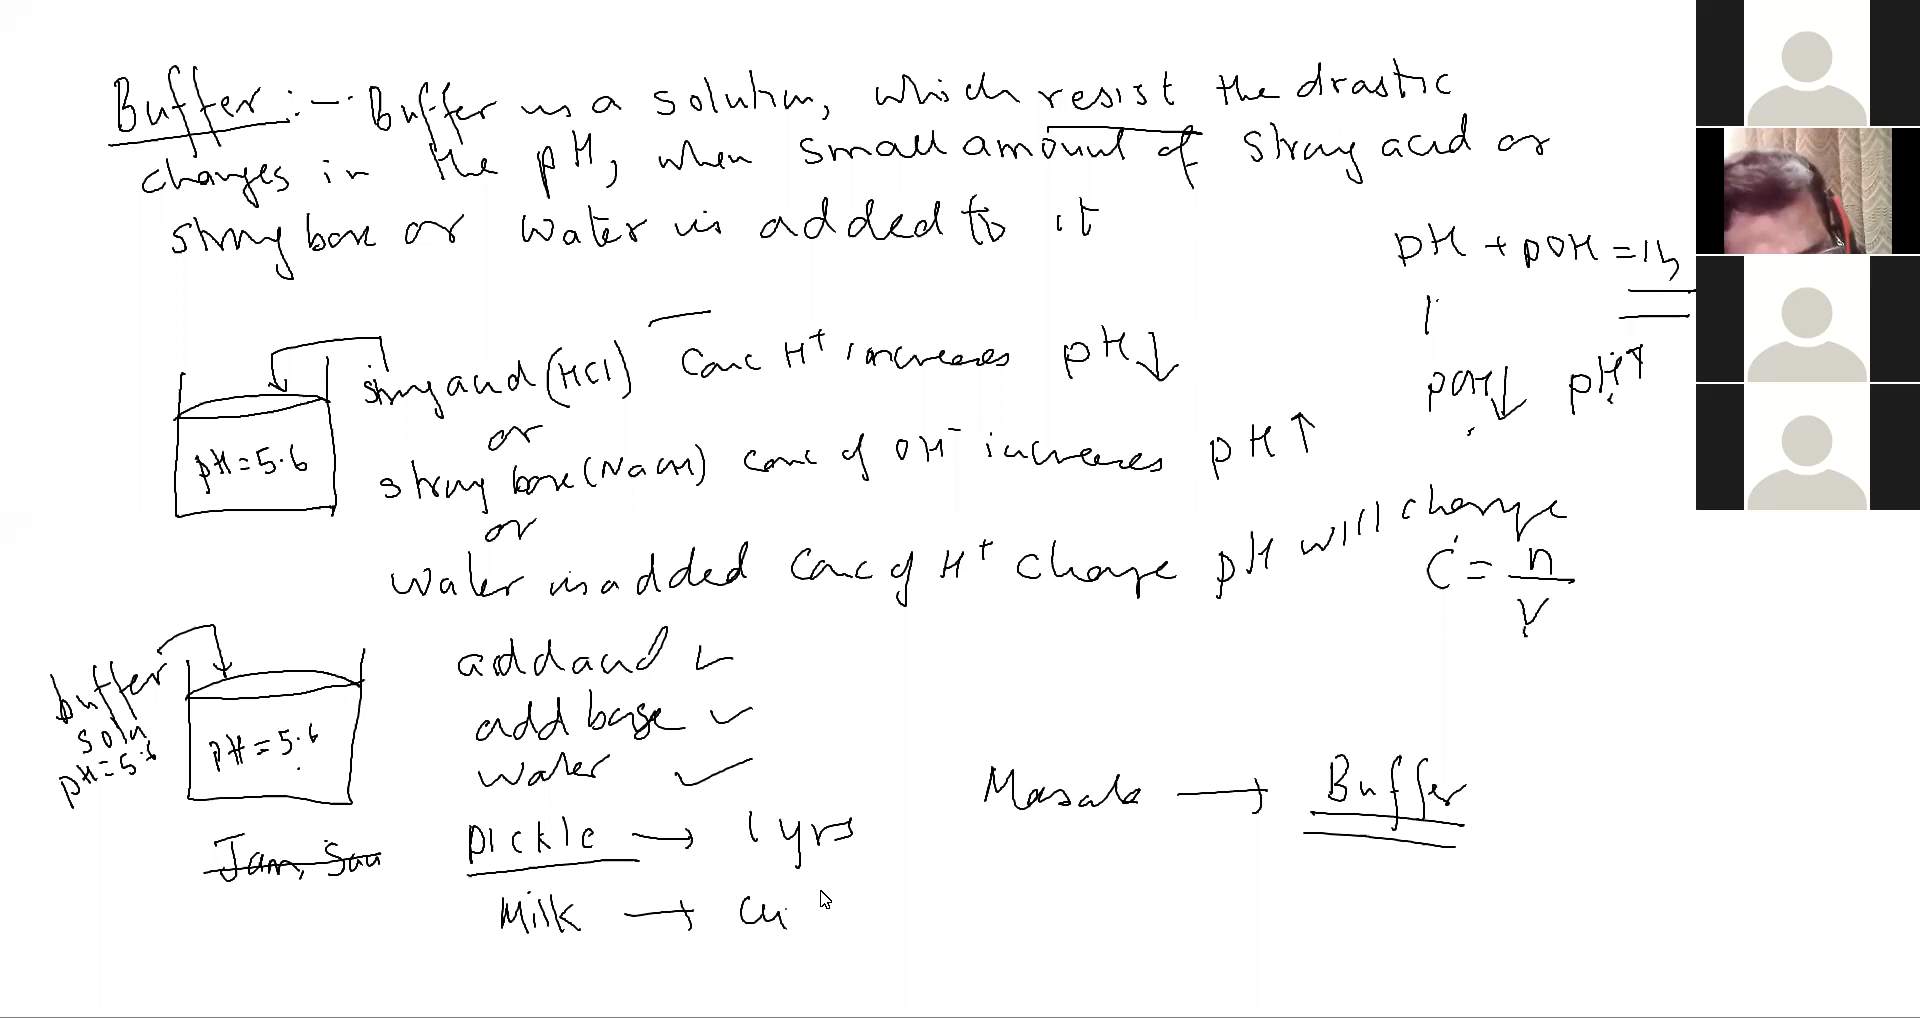 Buffer :- Buffer is a solution, which resist the drastic
changes in the pH, when small amount of strong acid or
strong base or water is added to it
pH + pOH = 14
strong acid (HCl) Conc H⁺ increases pH↓
pOH↓ pH↑
or
pH = 5.6
strong base (NaOH) conc of OH⁻ increases pH↑
or
water is added Conc of H⁺ change pH will change
C = n/V
buffer
soln
pH = 5.6
pH = 5.6
add acid ✓
add base ✓
water ✓
Masala → Buffer
Jam, Sau
pickle → 1 yrs
Milk →